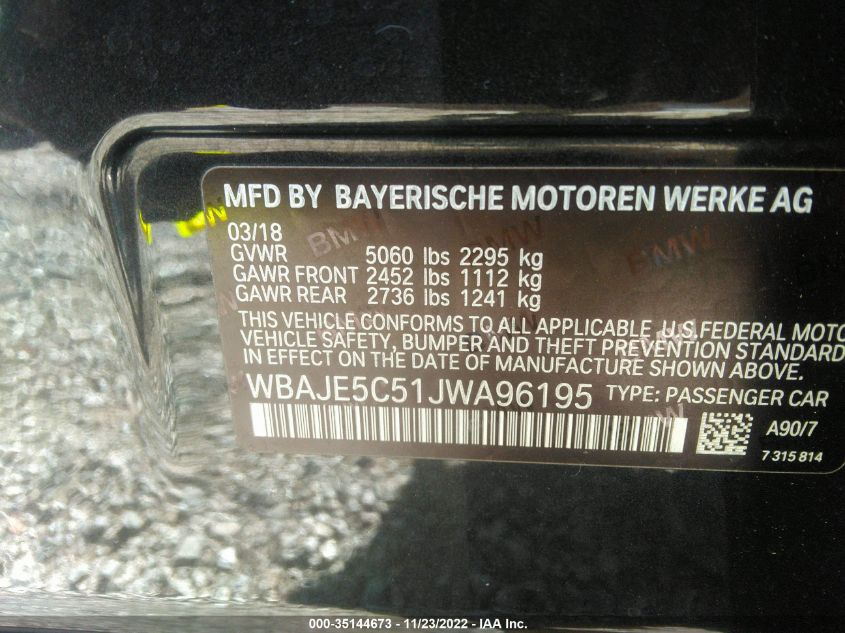 MFD BY BAYERISCHE MOTOREN WERKE AG
03/18
GVWR 5060 lbs 2295 kg
GAWR FRONT 2452 lbs 1112 kg
GAWR REAR 2736 lbs 1241 kg
THIS VEHICLE CONFORMS TO ALL APPLICABLE U.S. FEDERAL MOTO
VEHICLE SAFETY, BUMPER AND THEFT PREVENTION STANDARD
IN EFFECT ON THE DATE OF MANUFACTURE SHOWN ABOVE.
WBAJE5C51JWA96195 TYPE: PASSENGER CAR
A90/7
7 315 814
BMW BMW BMW
000-35144673 - 11/23/2022 - IAA Inc.